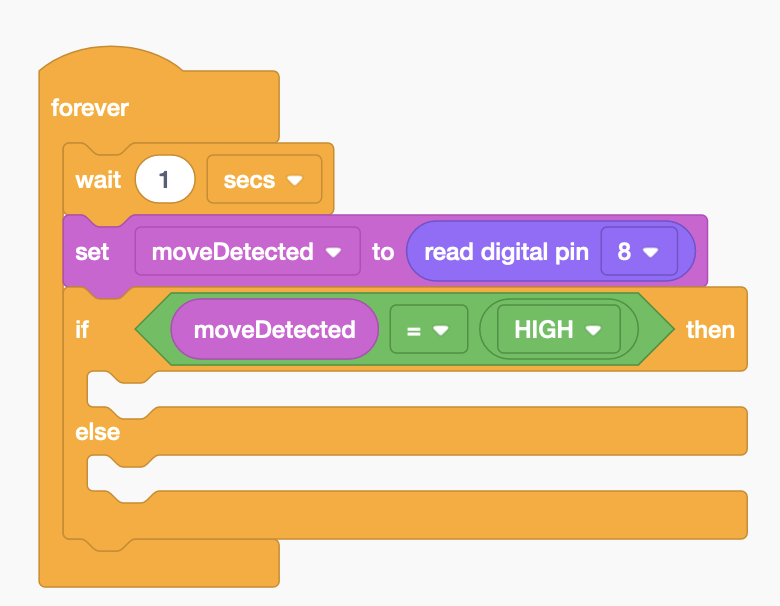 forever
wait 1 secs
set moveDetected to read digital pin 8
if moveDetected = HIGH then
else